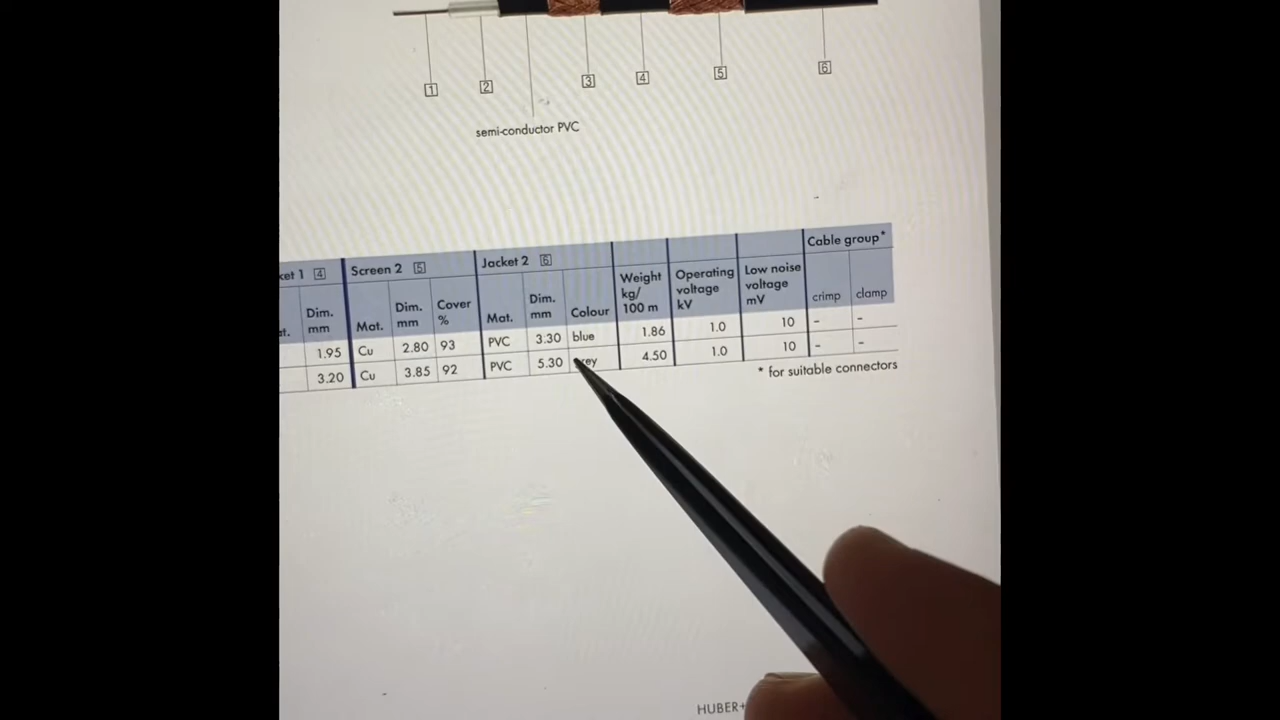 1 2 3 4 5 6
semi-conductor PVC
ket 1 4 Screen 2 5 Jacket 2 6 Cable group*
Dim. mm Mat. Dim. mm Cover % Mat. Dim. mm Colour Weight kg/ 100 m Operating voltage kV Low noise voltage mV crimp clamp
1.95 Cu 2.80 93 PVC 3.30 blue 1.86 1.0 10 – –
3.20 Cu 3.85 92 PVC 5.30 grey 4.50 1.0 10 – –
* for suitable connectors
HUBER+